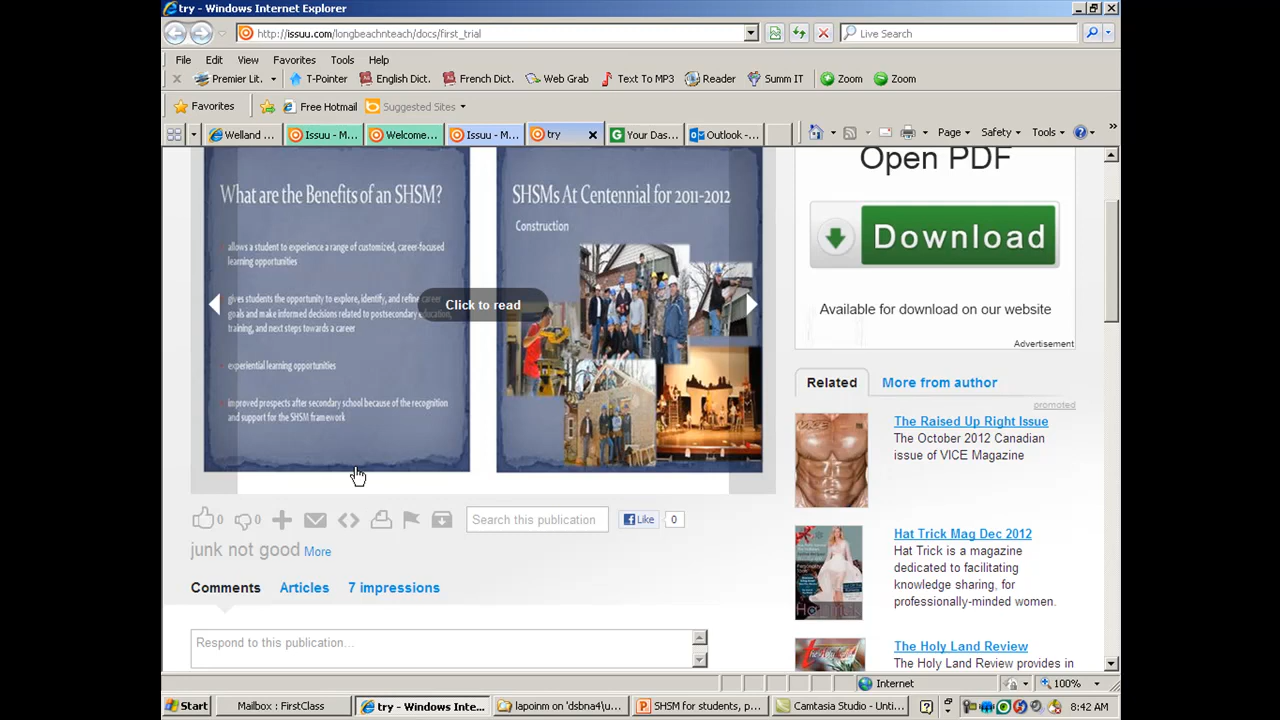 try - Windows Internet Explorer
http://issuu.com/longbeachnteach/docs/first_trial
Live Search
File Edit View Favorites Tools Help
Premier Lit. T-Pointer English Dict. French Dict. Web Grab Text To MP3 Reader Summ IT Zoom Zoom
Favorites Free Hotmail Suggested Sites
Welland ... Issuu - M... Welcome... Issuu - M... try Your Das... Outlook -... Page Safety Tools
What are the Benefits of an SHSM?
allows a student to experience a range of customized, career-focused
learning opportunities
gives students the opportunity to explore, identify, and refine career
goals and make informed decisions related to postsecondary education,
training, and next steps towards a career
experiential learning opportunities
improved prospects after secondary school because of the recognition
and support for the SHSM framework
SHSMs At Centennial for 2011-2012
Construction
Click to read
Open PDF
Download
Available for download on our website
Advertisement
Related More from author
promoted
The Raised Up Right Issue
The October 2012 Canadian
issue of VICE Magazine
Hat Trick Mag Dec 2012
Hat Trick is a magazine
dedicated to facilitating
knowledge sharing, for
professionally-minded women.
The Holy Land Review
The Holy Land Review provides in
0 0 Search this publication Like 0
junk not good More
Comments Articles 7 impressions
Respond to this publication...
Internet 100%
Start Mailbox : FirstClass try - Windows Inte... lapoinm on 'dsbna4\u... SHSM for students, p... Camtasia Studio - Unti... 8:42 AM